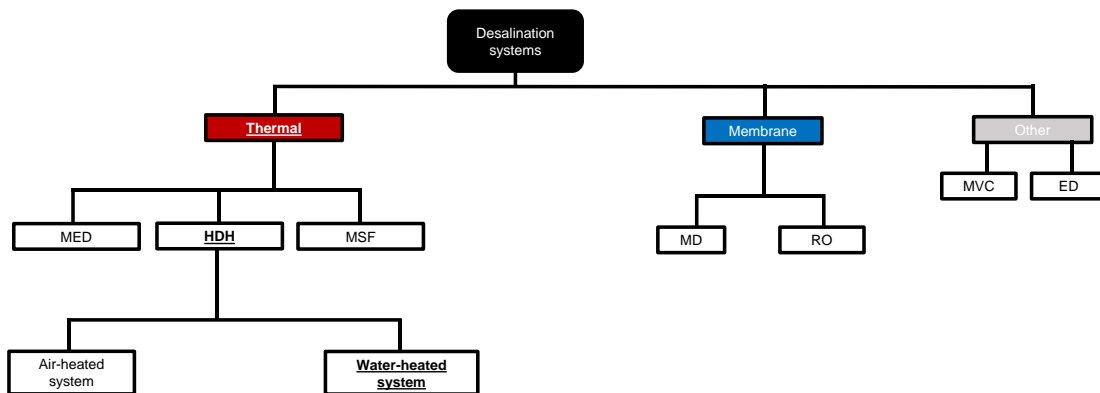 Desalination
systems
Thermal
Membrane
Other
MED
HDH
MSF
MD
RO
MVC
ED
Air-heated
system
Water-heated
system